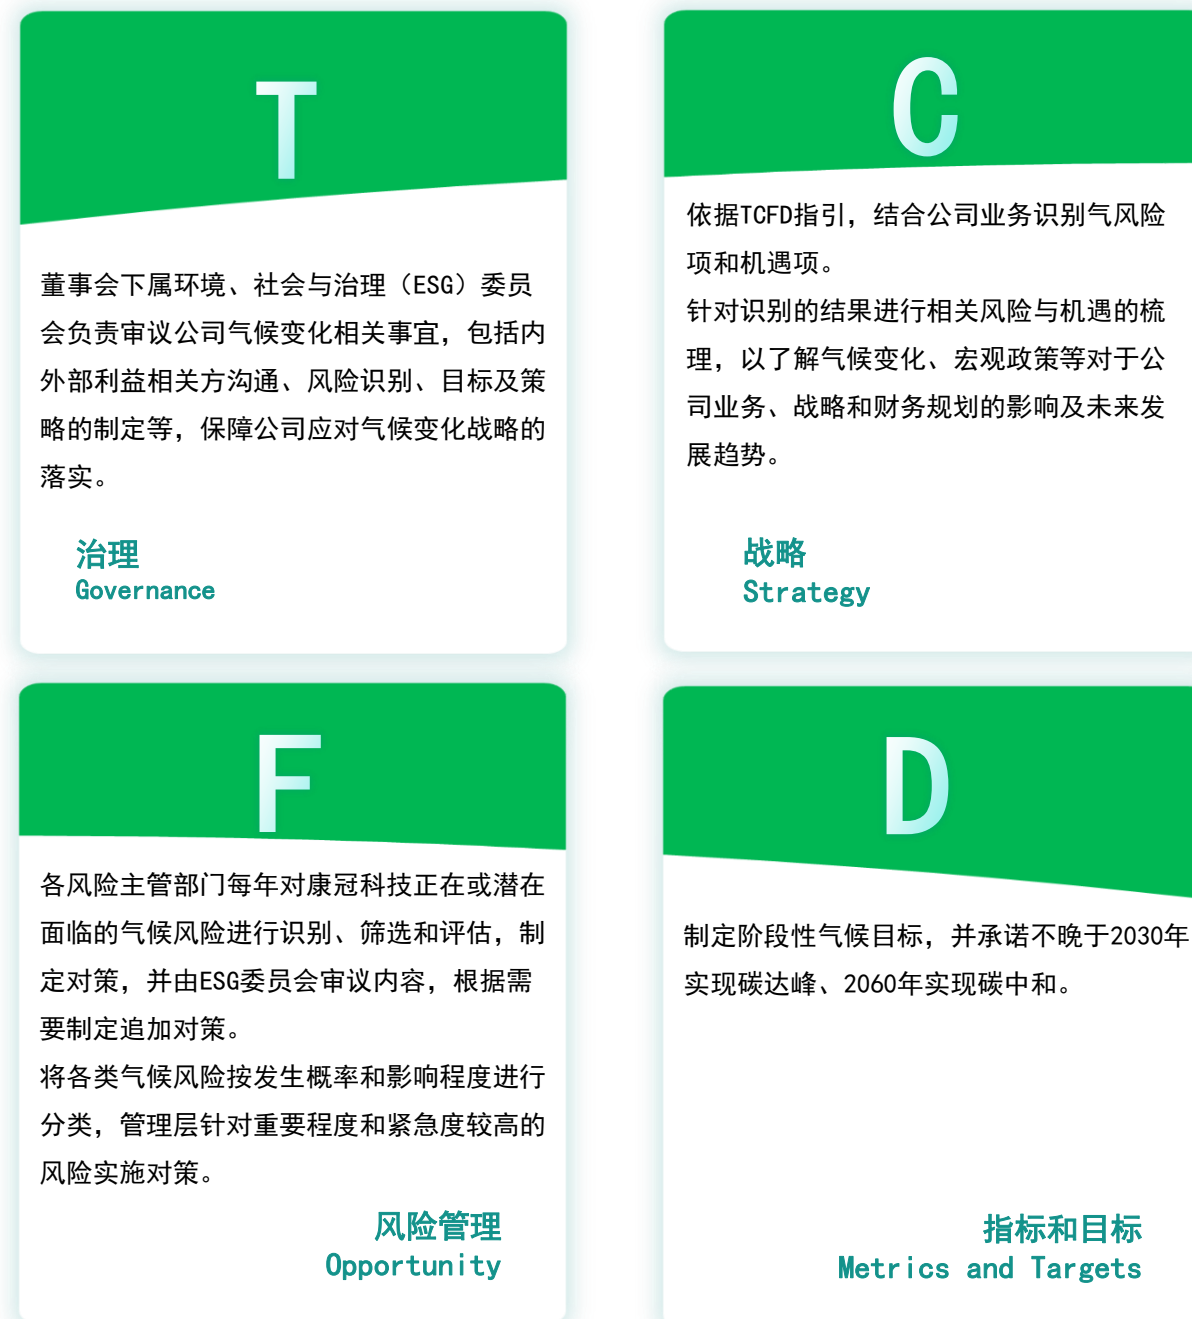 T
董事会下属环境、社会与治理（ESG）委员
会负责审议公司气候变化相关事宜，包括内
外部利益相关方沟通、风险识别、目标及策
略的制定等，保障公司应对气候变化战略的
落实。
治理
Governance
C
依据TCFD指引，结合公司业务识别气风险
项和机遇项。
针对识别的结果进行相关风险与机遇的梳
理，以了解气候变化、宏观政策等对于公
司业务、战略和财务规划的影响及未来发
展趋势。
战略
Strategy
F
各风险主管部门每年对康冠科技正在或潜在
面临的气候风险进行识别、筛选和评估，制
定对策，并由ESG委员会审议内容，根据需
要制定追加对策。
将各类气候风险按发生概率和影响程度进行
分类，管理层针对重要程度和紧急度较高的
风险实施对策。
风险管理
Opportunity
D
制定阶段性气候目标，并承诺不晚于2030年
实现碳达峰、2060年实现碳中和。
指标和目标
Metrics and Targets